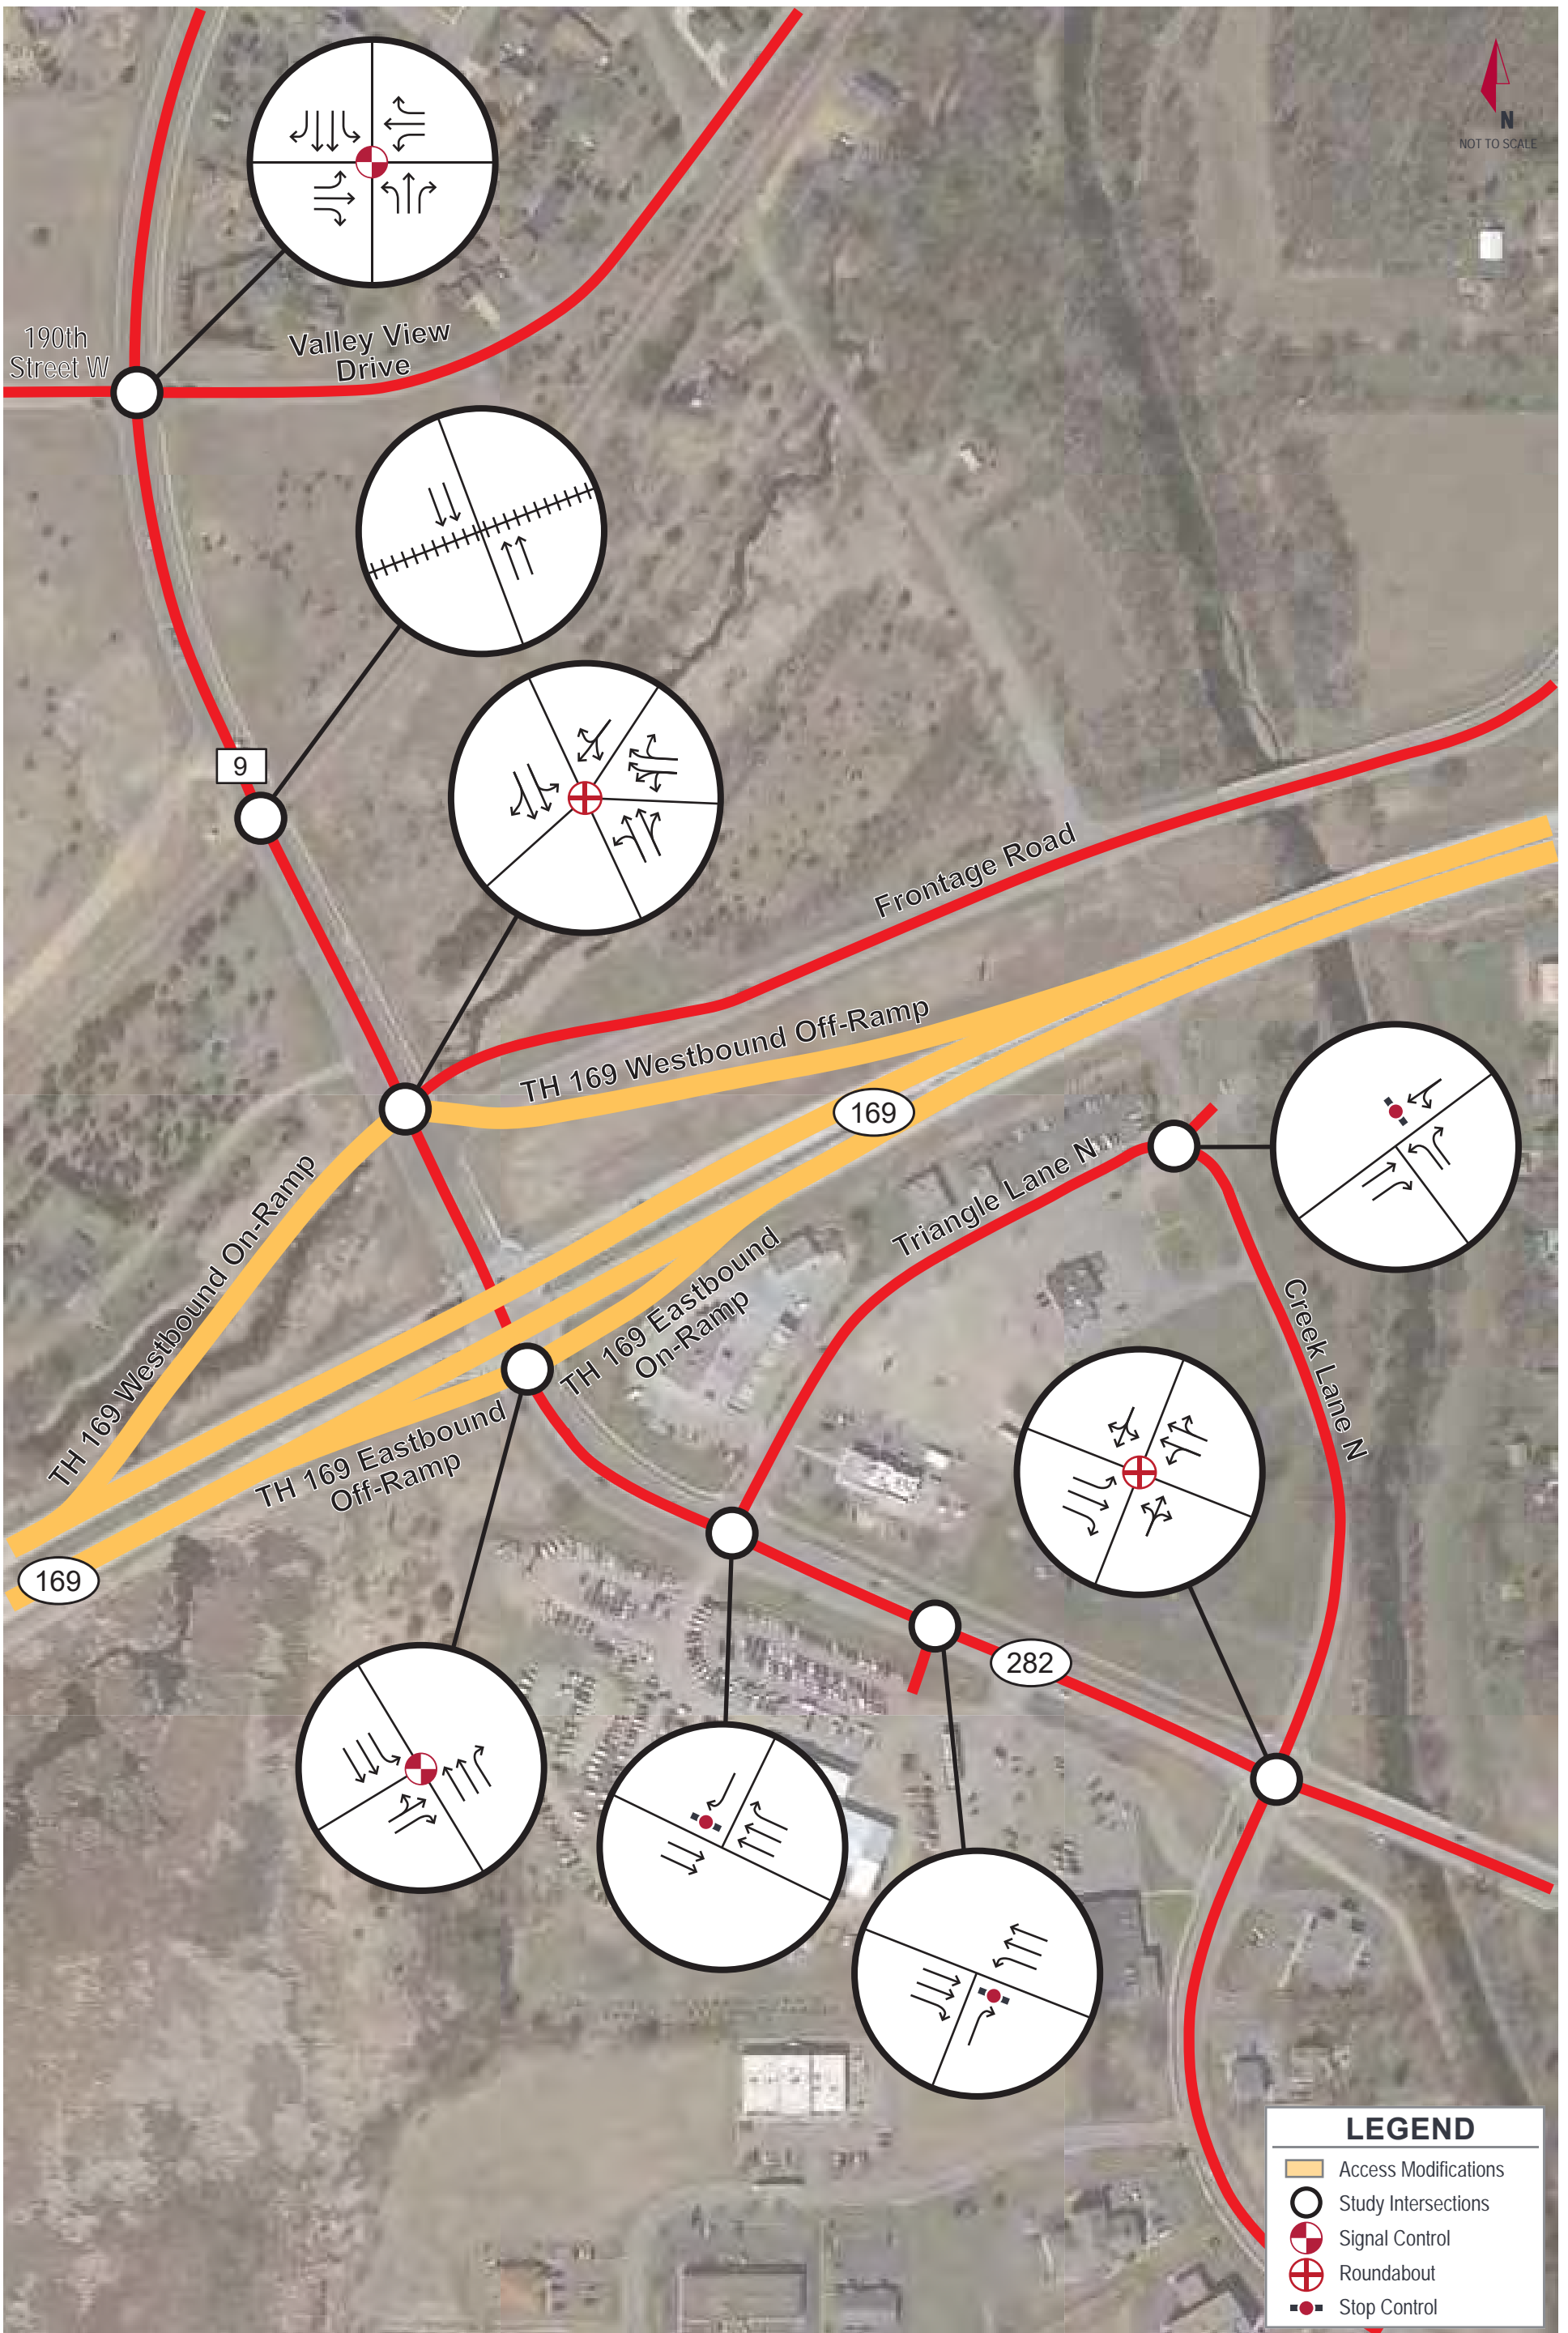 N
NOT TO SCALE
190th
Street W
Valley View
Drive
9
Frontage Road
TH 169 Westbound Off-Ramp
169
TH 169 Westbound On-Ramp
Triangle Lane N
TH 169 Eastbound
On-Ramp
Creek Lane N
TH 169 Eastbound
Off-Ramp
169
282
LEGEND
Access Modifications
Study Intersections
Signal Control
Roundabout
Stop Control